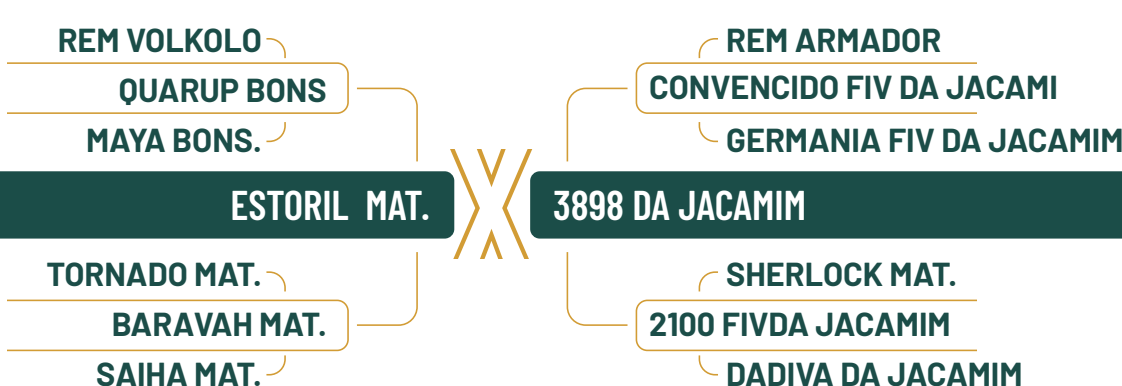 REM VOLKOLO
QUARUP BONS
MAYA BONS.
ESTORIL MAT.
TORNADO MAT.
BARAVAH MAT.
SAIHA MAT.
REM ARMADOR
CONVENCIDO FIV DA JACAMI
GERMANIA FIV DA JACAMIM
3898 DA JACAMIM
SHERLOCK MAT.
2100 FIVDA JACAMIM
DADIVA DA JACAMIM